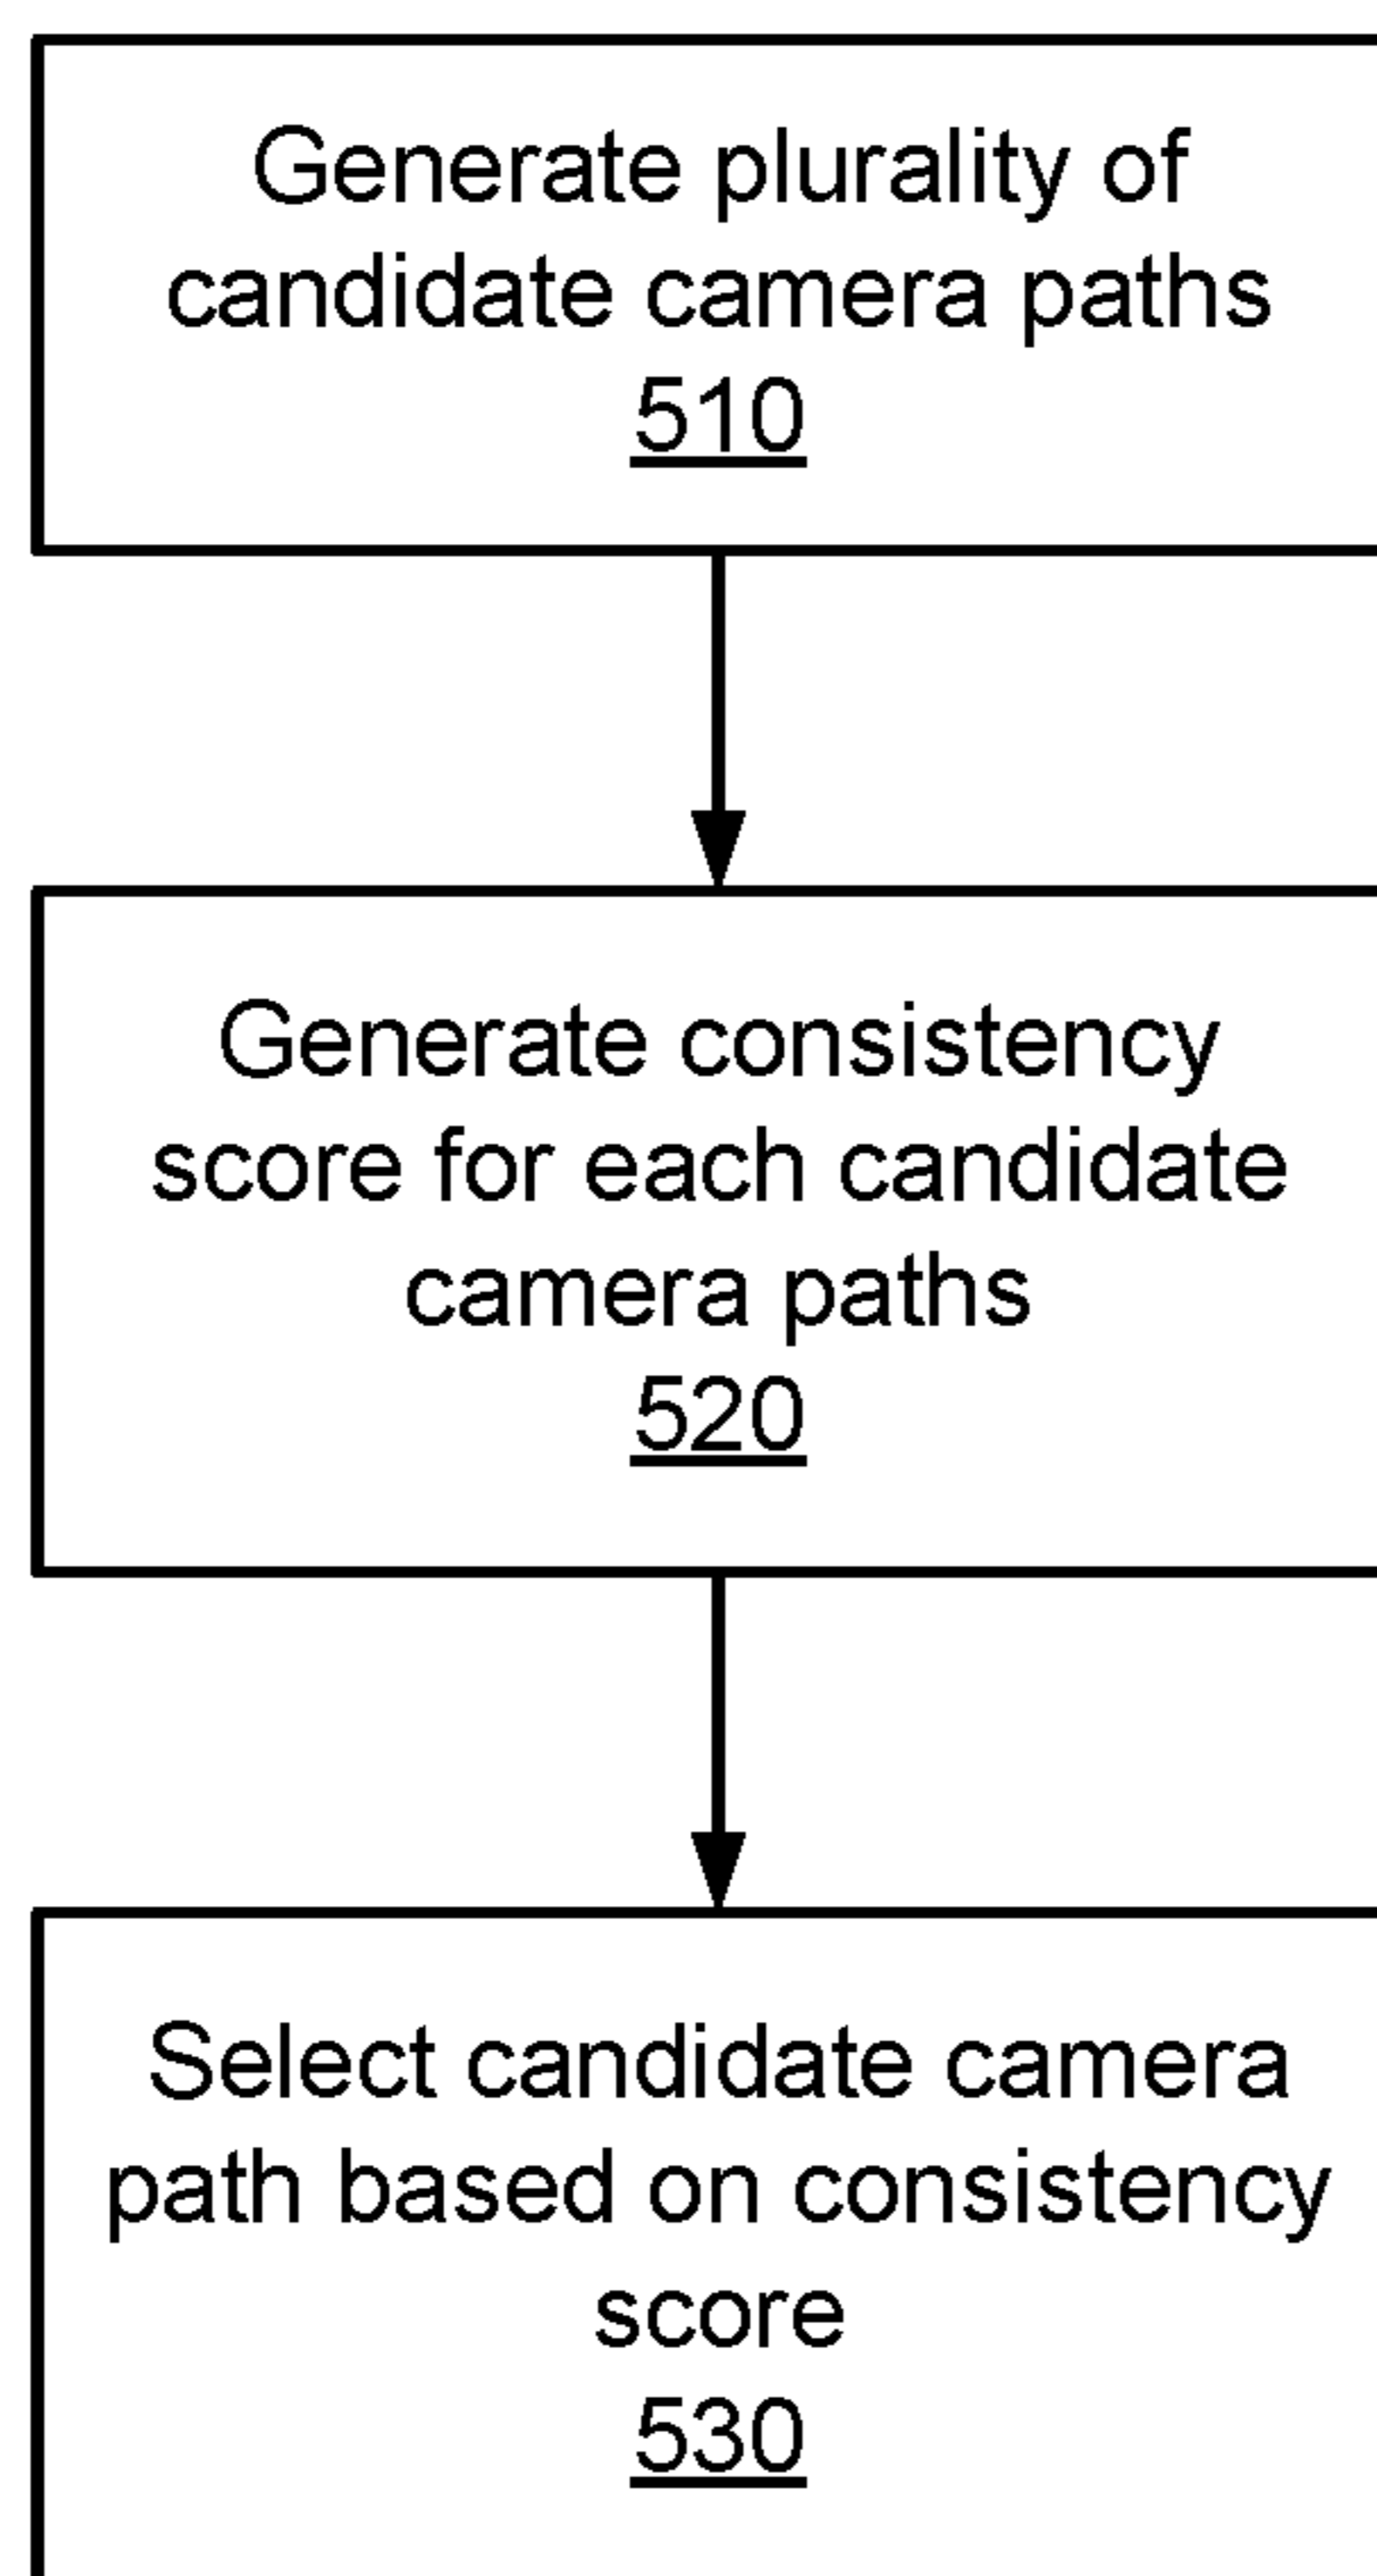 Generate plurality of
candidate camera paths
510
Generate consistency
score for each candidate
camera paths
520
Select candidate camera
path based on consistency
score
530